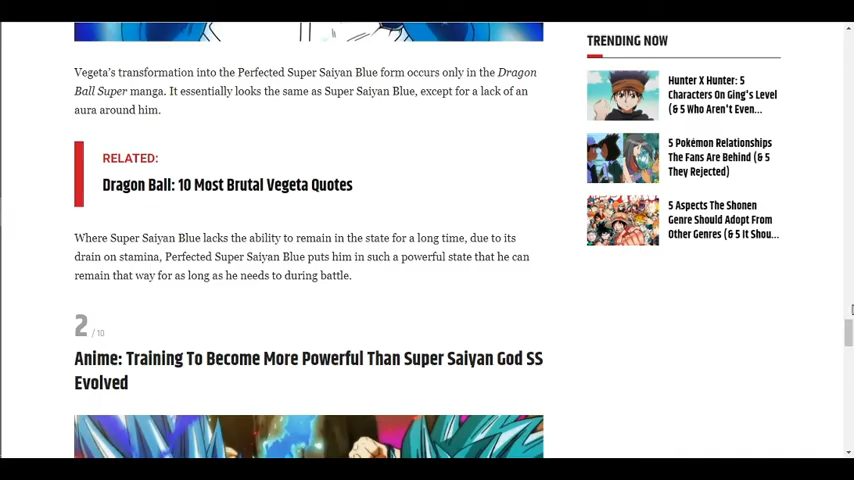 Vegeta's transformation into the Perfected Super Saiyan Blue form occurs only in the Dragon
Ball Super manga. It essentially looks the same as Super Saiyan Blue, except for a lack of an
aura around him.
RELATED:
Dragon Ball: 10 Most Brutal Vegeta Quotes
Where Super Saiyan Blue lacks the ability to remain in the state for a long time, due to its
drain on stamina, Perfected Super Saiyan Blue puts him in such a powerful state that he can
remain that way for as long as he needs to during battle.
2 / 10
Anime: Training To Become More Powerful Than Super Saiyan God SS
Evolved
TRENDING NOW
Hunter X Hunter: 5
Characters On Ging's Level
(& 5 Who Aren't Even...
5 Pokémon Relationships
The Fans Are Behind (& 5
They Rejected)
5 Aspects The Shonen
Genre Should Adopt From
Other Genres (& 5 It Shou...